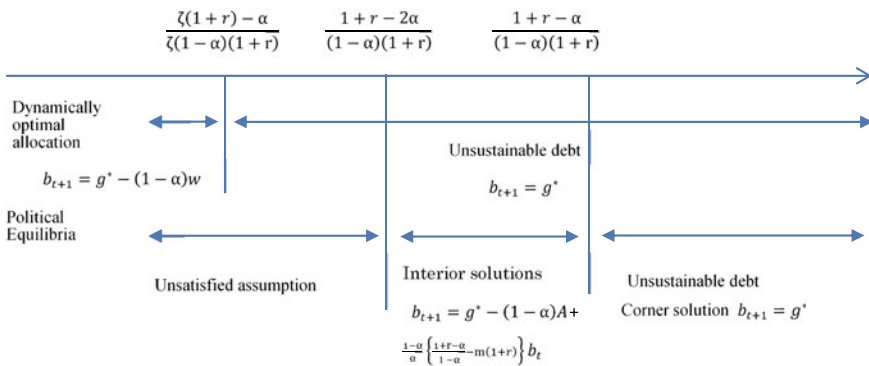 ζ(1 + r) − α / ζ(1 − α)(1 + r)   1 + r − 2α / (1 − α)(1 + r)   1 + r − α / (1 − α)(1 + r)
Dynamically
optimal
allocation
Unsustainable debt
b_{t+1} = g* − (1 − α)w
b_{t+1} = g*
Political
Equilibria
Unsatisfied assumption
Interior solutions
b_{t+1} = g* − (1 − α)A+
1−α/α {1+r−α/1−α −m(1+r)} b_t
Unsustainable debt
Corner solution b_{t+1} = g*